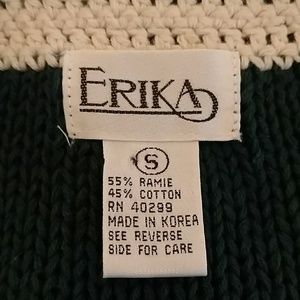 ERIKA
S
55% RAMIE
45% COTTON
RN 40299
MADE IN KOREA
SEE REVERSE
SIDE FOR CARE